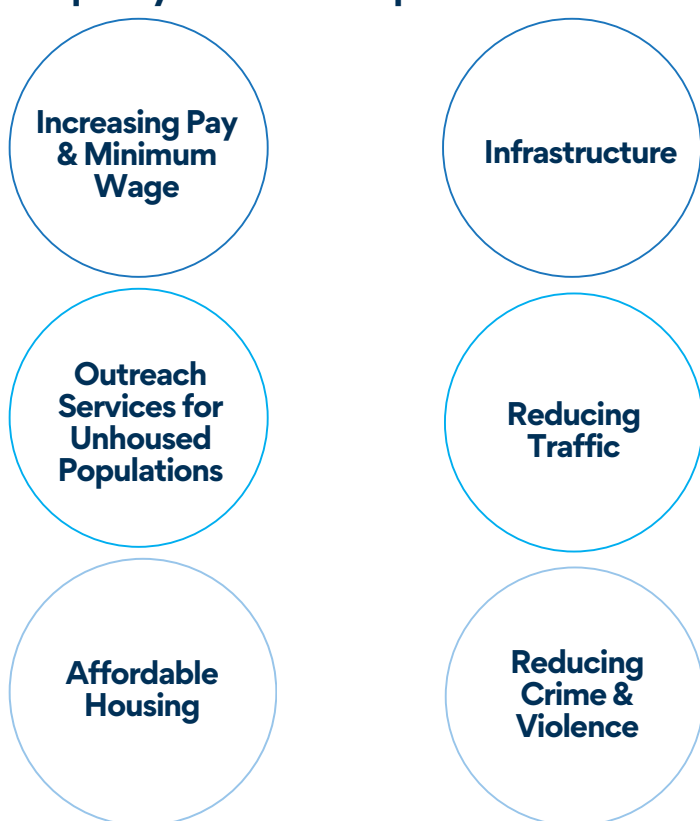 Increasing Pay
& Minimum
Wage
Infrastructure
Outreach
Services for
Unhoused
Populations
Reducing
Traffic
Affordable
Housing
Reducing
Crime &
Violence